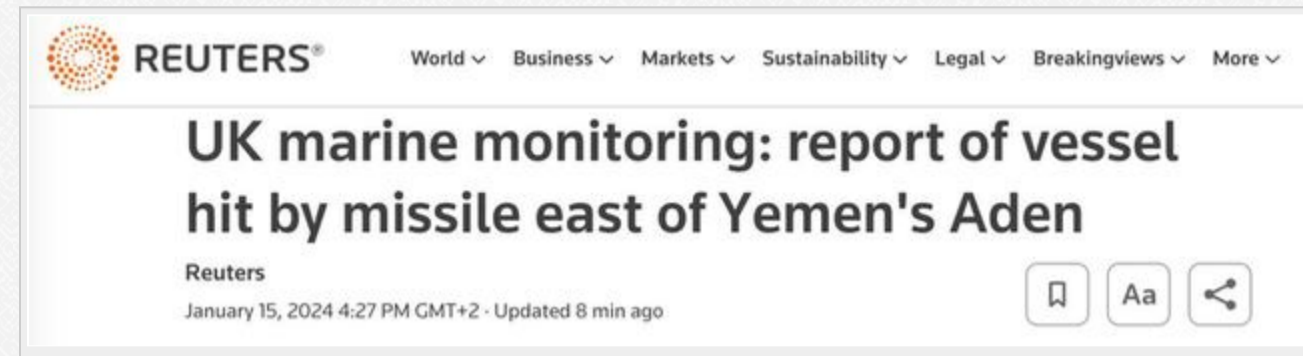 REUTERS®
World Business Markets Sustainability Legal Breakingviews More
UK marine monitoring: report of vessel
hit by missile east of Yemen's Aden
Reuters
January 15, 2024 4:27 PM GMT+2 · Updated 8 min ago
Aa